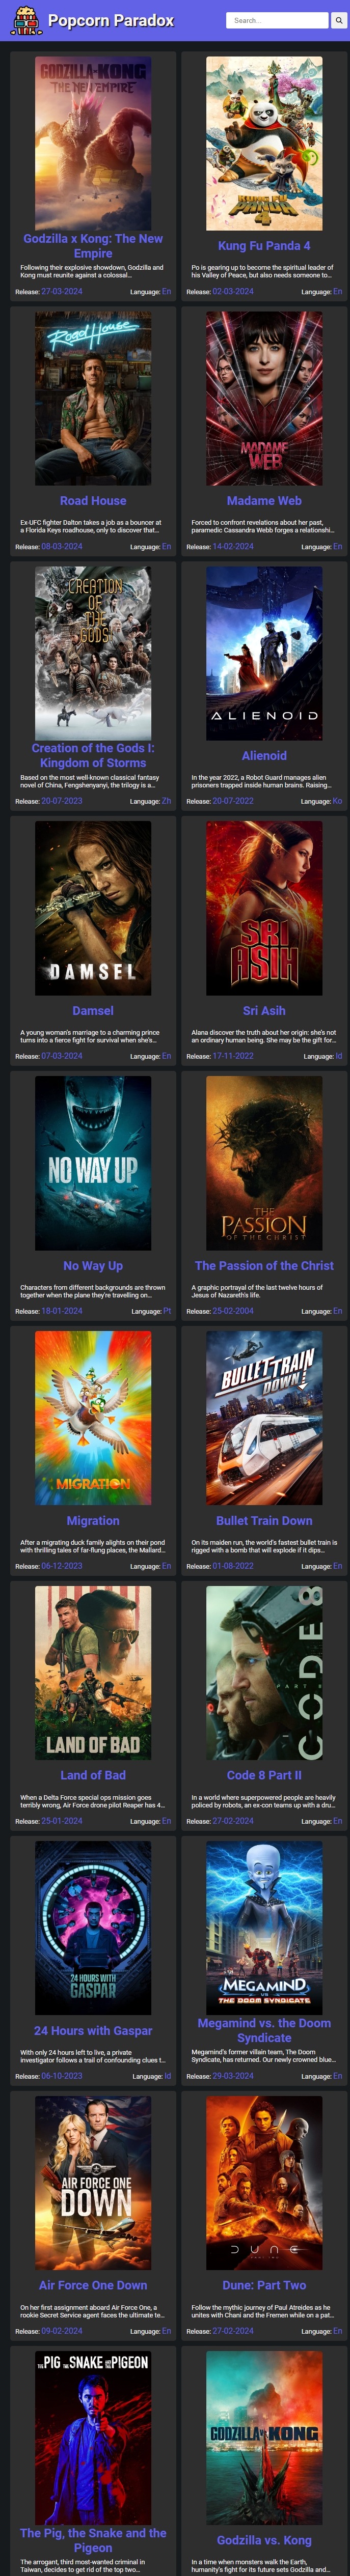 Popcorn Paradox
Search...
GODZILLA x KONG
THE NEW EMPIRE
Godzilla x Kong: The New
Empire
Following their explosive showdown, Godzilla and
Kong must reunite against a colossal...
Release: 27-03-2024 Language: En
KUNG FU
PANDA
4
Kung Fu Panda 4
Po is gearing up to become the spiritual leader of
his Valley of Peace, but also needs someone to...
Release: 02-03-2024 Language: En
Road House
Road House
Ex-UFC fighter Dalton takes a job as a bouncer at
a Florida Keys roadhouse, only to discover that...
Release: 08-03-2024 Language: En
MADAME
WEB
Madame Web
Forced to confront revelations about her past,
paramedic Cassandra Webb forges a relationshi...
Release: 14-02-2024 Language: En
CREATION
OF
THE
GODS
Creation of the Gods I:
Kingdom of Storms
Based on the most well-known classical fantasy
novel of China, Fengshenyanyi, the trilogy is a...
Release: 20-07-2023 Language: Zh
ALIENOID
Alienoid
In the year 2022, a Robot Guard manages alien
prisoners trapped inside human brains. Raising...
Release: 20-07-2022 Language: Ko
DAMSEL
Damsel
A young woman's marriage to a charming prince
turns into a fierce fight for survival when she's...
Release: 07-03-2024 Language: En
SRI
ASIH
Sri Asih
Alana discover the truth about her origin: she's not
an ordinary human being. She may be the gift for...
Release: 17-11-2022 Language: Id
NO WAY UP
No Way Up
Characters from different backgrounds are thrown
together when the plane they're travelling on...
Release: 18-01-2024 Language: Pt
THE
PASSION
OF THE CHRIST
The Passion of the Christ
A graphic portrayal of the last twelve hours of
Jesus of Nazareth's life.
Release: 25-02-2004 Language: En
MIGRATION
Migration
After a migrating duck family alights on their pond
with thrilling tales of far-flung places, the Mallard...
Release: 06-12-2023 Language: En
BULLET TRAIN
DOWN
Bullet Train Down
On its maiden run, the world's fastest bullet train is
rigged with a bomb that will explode if it dips...
Release: 01-08-2022 Language: En
LAND OF BAD
Land of Bad
When a Delta Force special ops mission goes
terribly wrong, Air Force drone pilot Reaper has 4...
Release: 25-01-2024 Language: En
CODE 8
PART II
Code 8 Part II
In a world where superpowered people are heavily
policed by robots, an ex-con teams up with a dru...
Release: 27-02-2024 Language: En
24 HOURS WITH
GASPAR
24 Hours with Gaspar
With only 24 hours left to live, a private
investigator follows a trail of confounding clues t...
Release: 06-10-2023 Language: Id
MEGAMIND
VS
THE DOOM SYNDICATE
Megamind vs. the Doom
Syndicate
Megamind's former villain team, The Doom
Syndicate, has returned. Our newly crowned blue...
Release: 29-03-2024 Language: En
AIR FORCE ONE
DOWN
Air Force One Down
On her first assignment aboard Air Force One, a
rookie Secret Service agent faces the ultimate te...
Release: 09-02-2024 Language: En
DUNE
PART TWO
Dune: Part Two
Follow the mythic journey of Paul Atreides as he
unites with Chani and the Fremen while on a pat...
Release: 27-02-2024 Language: En
THE PIG, THE SNAKE AND THE PIGEON
The Pig, the Snake and the
Pigeon
The arrogant, third most-wanted criminal in
Taiwan, decides to get rid of the top two...
GODZILLA VS. KONG
Godzilla vs. Kong
In a time when monsters walk the Earth,
humanity's fight for its future sets Godzilla and...